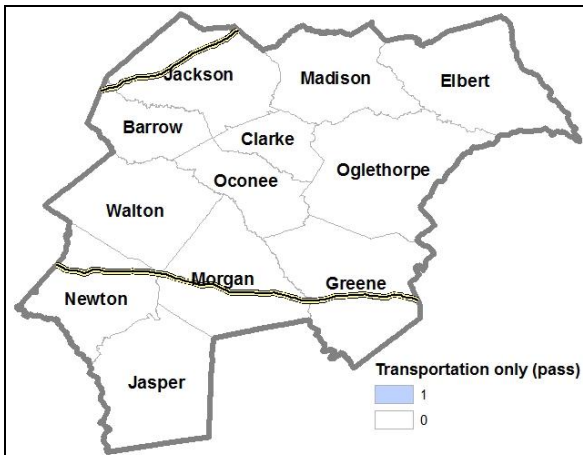 Jackson
Madison
Elbert
Barrow
Clarke
Oconee
Oglethorpe
Walton
Morgan
Greene
Newton
Jasper
Transportation only (pass)
1
0